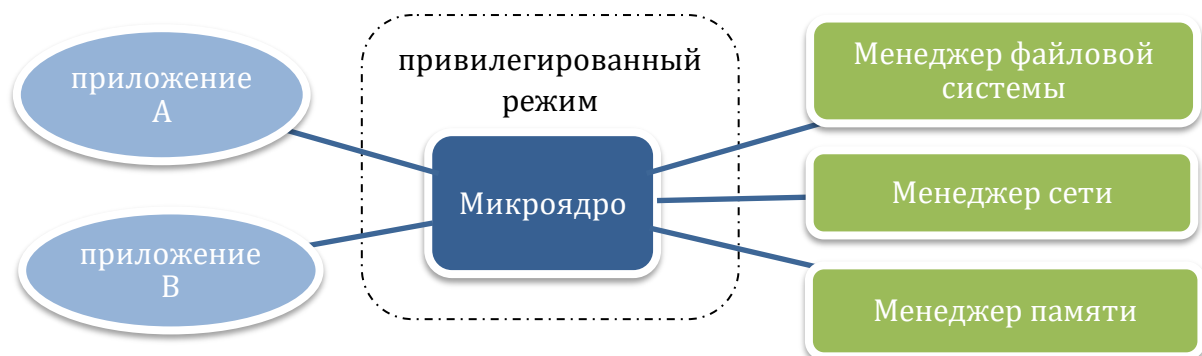 приложение
А
приложение
В
привилегированный
режим
Микроядро
Менеджер файловой
системы
Менеджер сети
Менеджер памяти